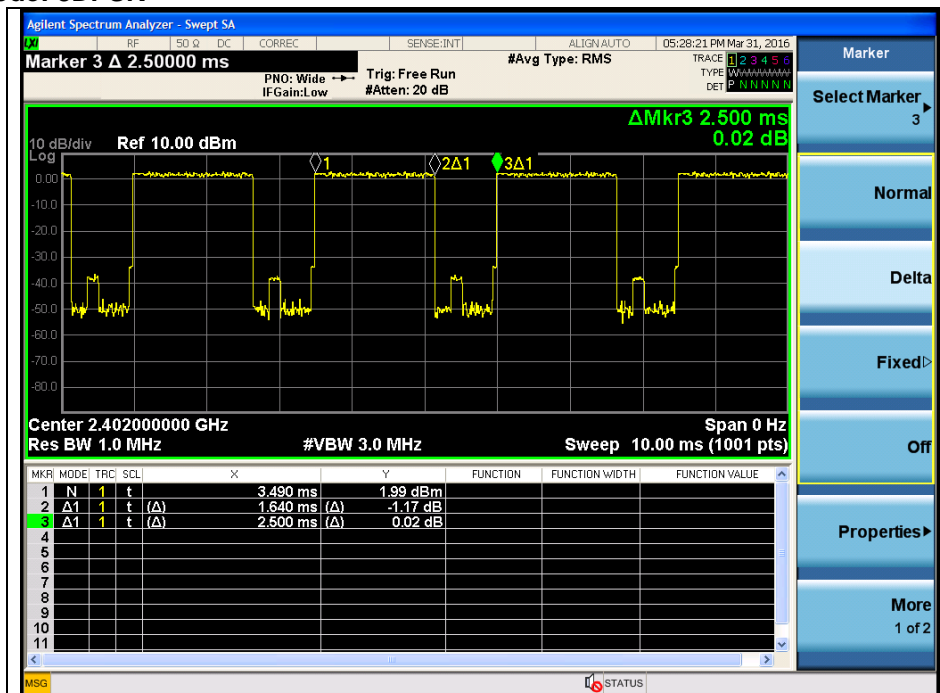 Agilent Spectrum Analyzer - Swept SA
LXI RF 50 Ω DC CORREC SENSE:INT ALIGN AUTO 05:28:21 PM Mar 31, 2016
Marker 3 Δ 2.50000 ms
PNO: Wide
IFGain:Low
Trig: Free Run
#Atten: 20 dB
#Avg Type: RMS
TRACE 1 2 3 4 5 6
TYPE WWWWWW
DET P N N N N N
Marker
Select Marker
3
Normal
Delta
Fixed
Off
Properties
More
1 of 2
ΔMkr3 2.500 ms
0.02 dB
10 dB/div Ref 10.00 dBm
Log
1 2Δ1 3Δ1
0.00
-10.0
-20.0
-30.0
-40.0
-50.0
-60.0
-70.0
-80.0
Center 2.402000000 GHz Span 0 Hz
Res BW 1.0 MHz #VBW 3.0 MHz Sweep 10.00 ms (1001 pts)
MKR MODE TRC SCL X Y FUNCTION FUNCTION WIDTH FUNCTION VALUE
1 N 1 t 3.490 ms 1.99 dBm
2 Δ1 1 t (Δ) 1.640 ms (Δ) -1.17 dB
3 Δ1 1 t (Δ) 2.500 ms (Δ) 0.02 dB
4
5
6
7
8
9
10
11
MSG STATUS